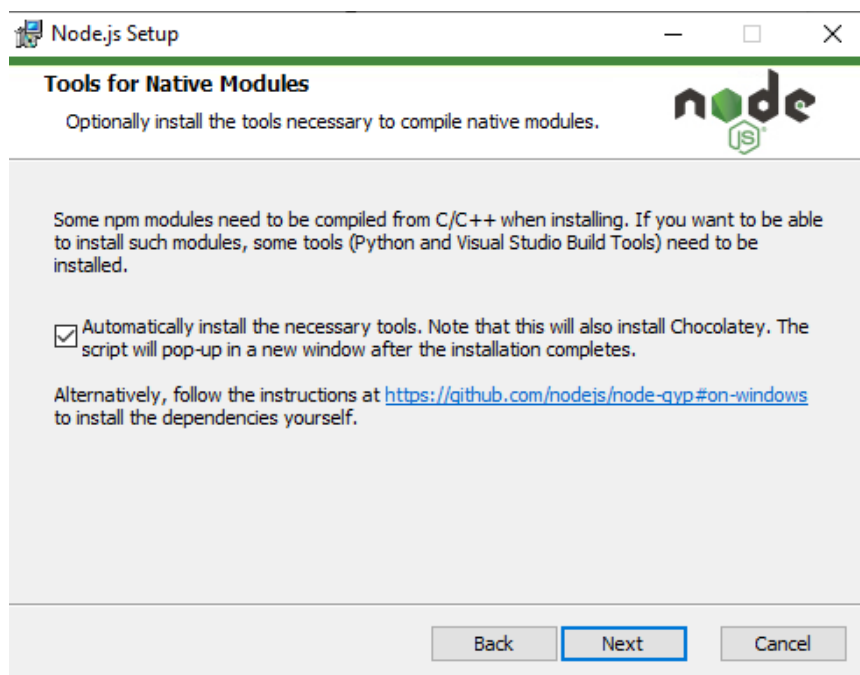 Node.js Setup
Tools for Native Modules
Optionally install the tools necessary to compile native modules.
node
JS
Some npm modules need to be compiled from C/C++ when installing. If you want to be able
to install such modules, some tools (Python and Visual Studio Build Tools) need to be
installed.
Automatically install the necessary tools. Note that this will also install Chocolatey. The
script will pop-up in a new window after the installation completes.
Alternatively, follow the instructions at https://github.com/nodejs/node-gyp#on-windows
to install the dependencies yourself.
Back Next Cancel